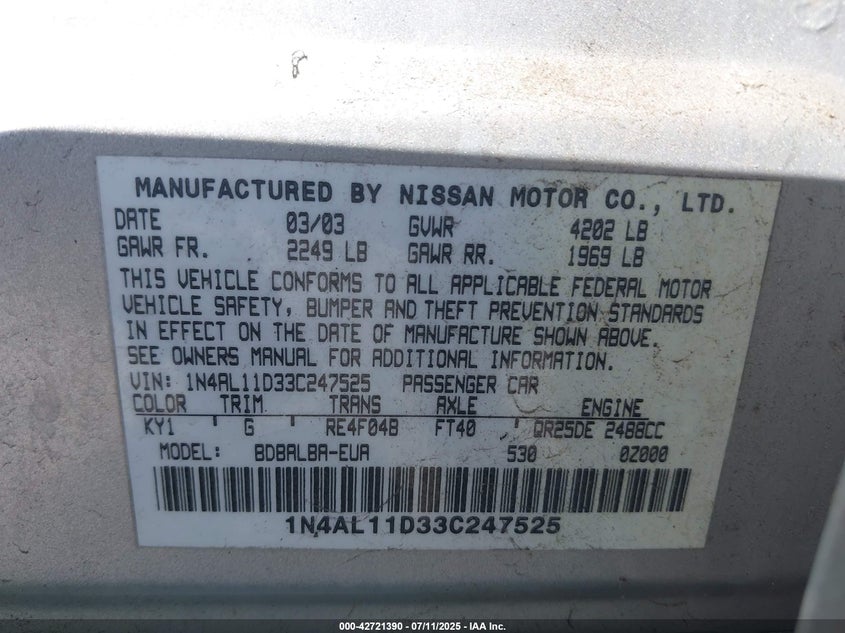 MANUFACTURED BY NISSAN MOTOR CO., LTD.
DATE 03/03 GVWR 4202 LB
GAWR FR. 2249 LB GAWR RR. 1969 LB
THIS VEHICLE CONFORMS TO ALL APPLICABLE FEDERAL MOTOR
VEHICLE SAFETY, BUMPER AND THEFT PREVENTION STANDARDS
IN EFFECT ON THE DATE OF MANUFACTURE SHOWN ABOVE.
SEE OWNERS MANUAL FOR ADDITIONAL INFORMATION.
VIN: 1N4AL11D33C247525 PASSENGER CAR
COLOR TRIM TRANS AXLE ENGINE
KY1 G RE4F04B FT40 QR25DE 2488CC
MODEL: BDBALBA-EUA 530 0Z000
1N4AL11D33C247525
000-42721390 - 07/11/2025 - IAA Inc.